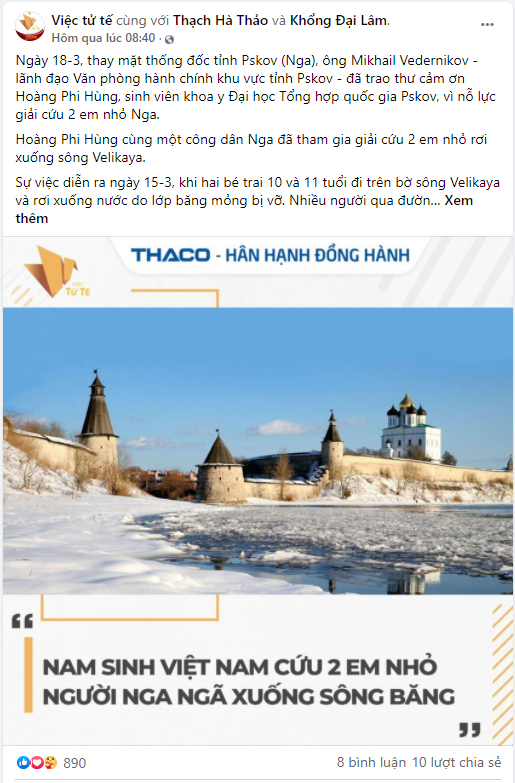 Việc tử tế cùng với Thạch Hà Thảo và Khổng Đại Lâm.
Hôm qua lúc 08:40 ·
Ngày 18-3, thay mặt thống đốc tỉnh Pskov (Nga), ông Mikhail Vedernikov -
lãnh đạo Văn phòng hành chính khu vực tỉnh Pskov - đã trao thư cảm ơn
Hoàng Phi Hùng, sinh viên khoa y Đại học Tổng hợp quốc gia Pskov, vì nỗ lực
giải cứu 2 em nhỏ Nga.
Hoàng Phi Hùng cùng một công dân Nga đã tham gia giải cứu 2 em nhỏ rơi
xuống sông Velikaya.
Sự việc diễn ra ngày 15-3, khi hai bé trai 10 và 11 tuổi đi trên bờ sông Velikaya
và rơi xuống nước do lớp băng mỏng bị vỡ. Nhiều người qua đườn... Xem
thêm
THACO - HÂN HẠNH ĐỒNG HÀNH
VIỆC
TỬ TẾ
“
NAM SINH VIỆT NAM CỨU 2 EM NHỎ
NGƯỜI NGA NGÃ XUỐNG SÔNG BĂNG
”
890
8 bình luận 10 lượt chia sẻ